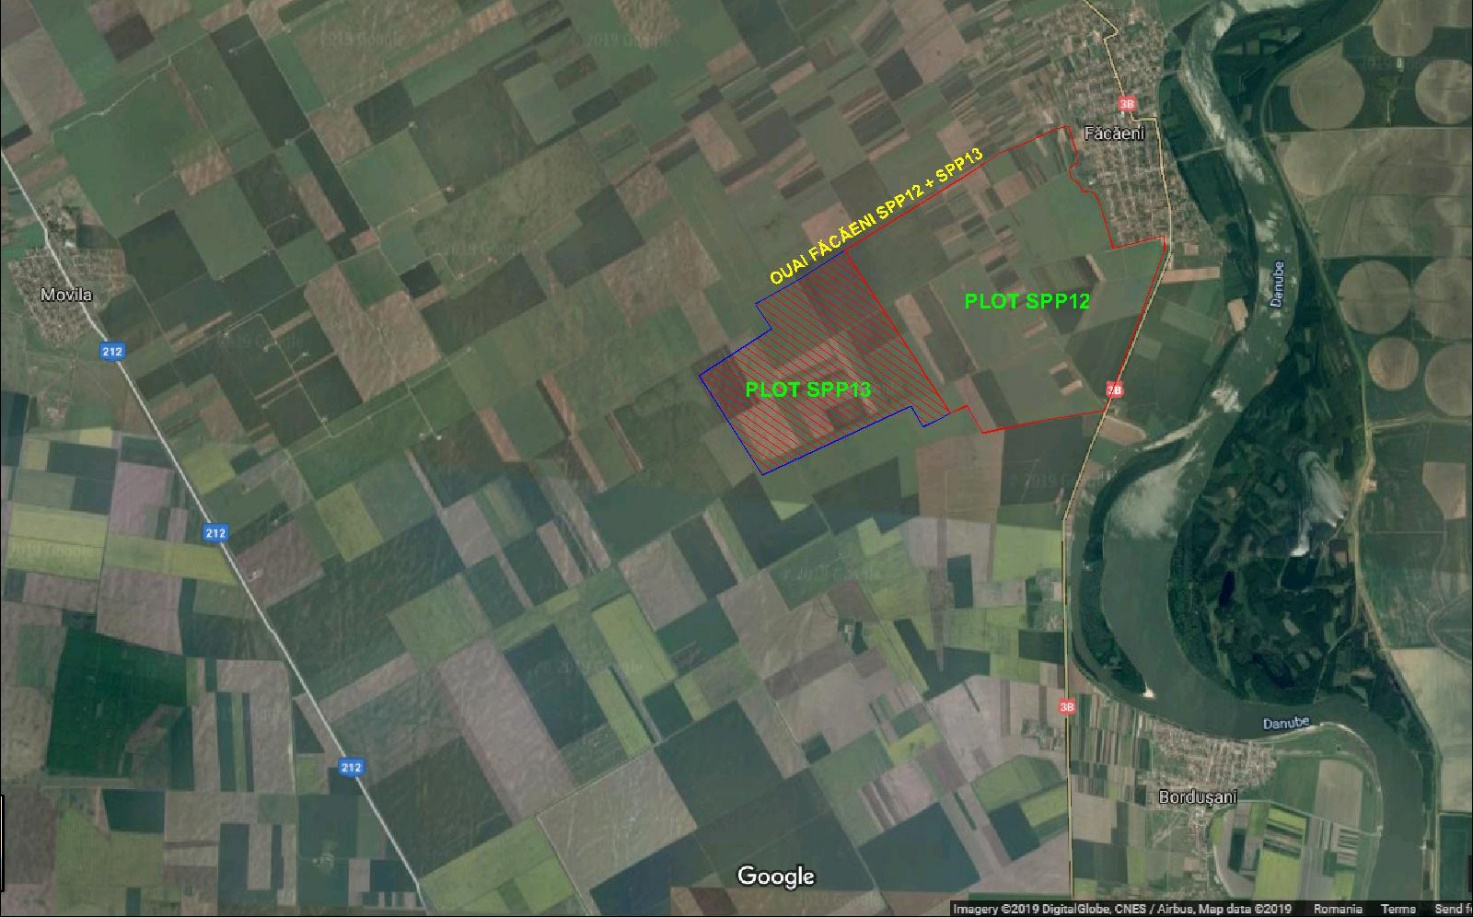 3B
Făcăeni
OUAI FĂCĂENI SPP12 + SPP13
Danube
Movila
PLOT SPP12
212
PLOT SPP13
3B
212
3B
Danube
212
Bordușani
Google
Imagery ©2019 DigitalGlobe, CNES / Airbus, Map data ©2019 Romania Terms Send f